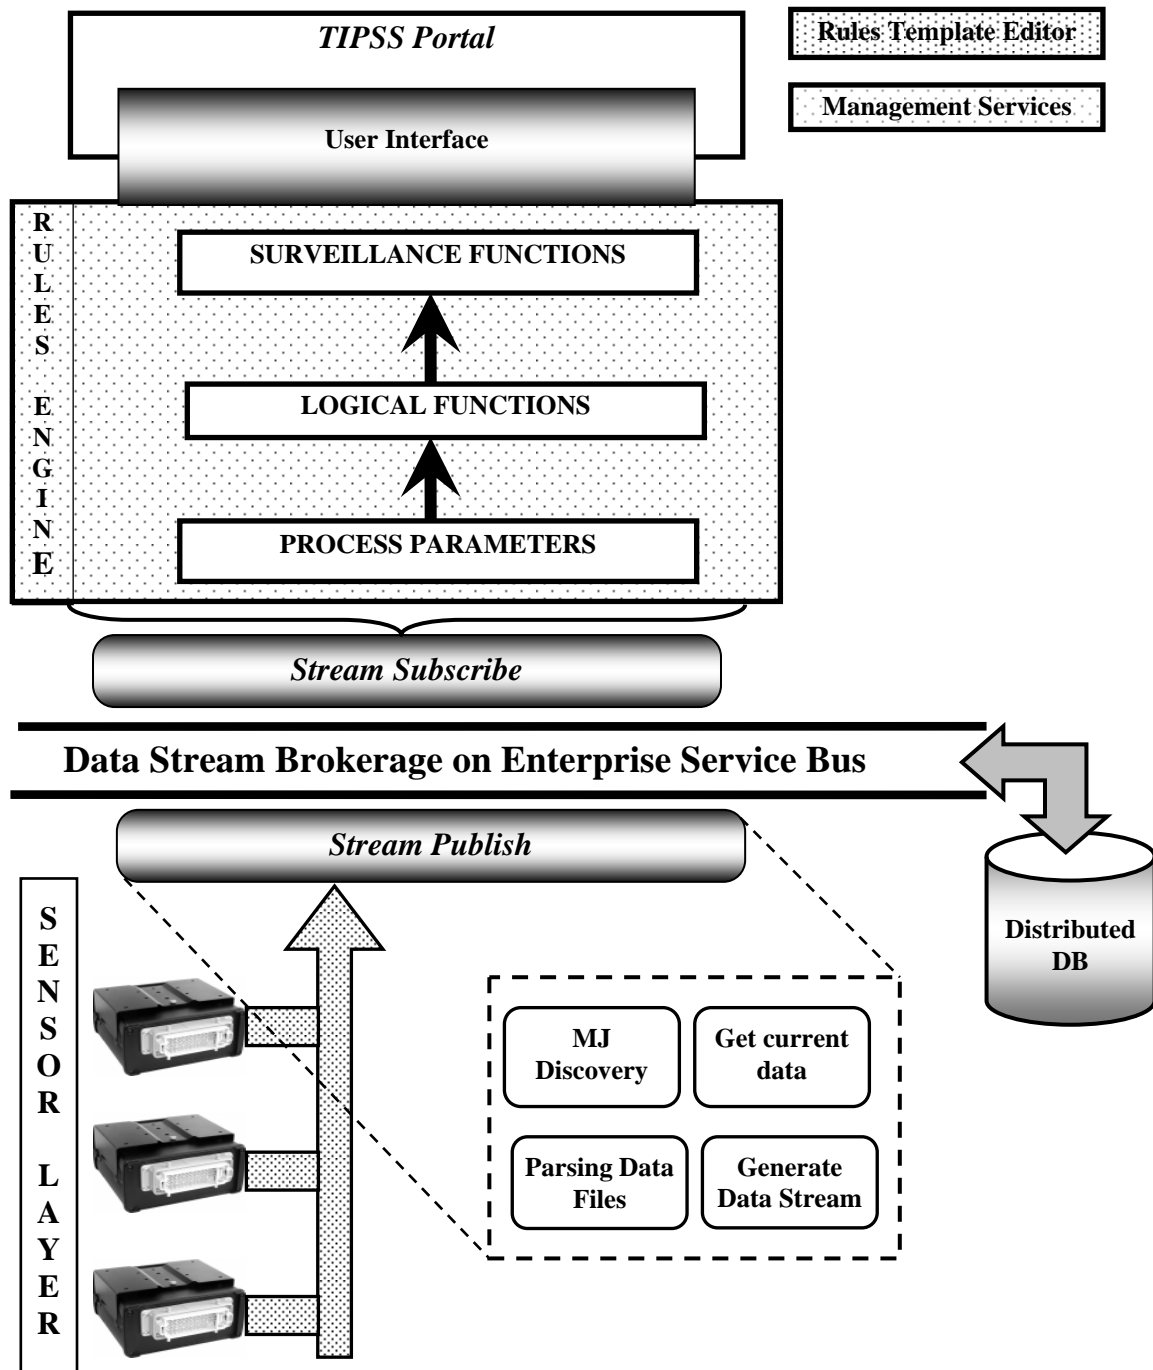 TIPSS Portal
Rules Template Editor
Management Services
User Interface
RULES ENGINE
SURVEILLANCE FUNCTIONS
LOGICAL FUNCTIONS
PROCESS PARAMETERS
Stream Subscribe
Data Stream Brokerage on Enterprise Service Bus
Stream Publish
SENSOR LAYER
Distributed
DB
MJ
Discovery
Get current
data
Parsing Data
Files
Generate
Data Stream